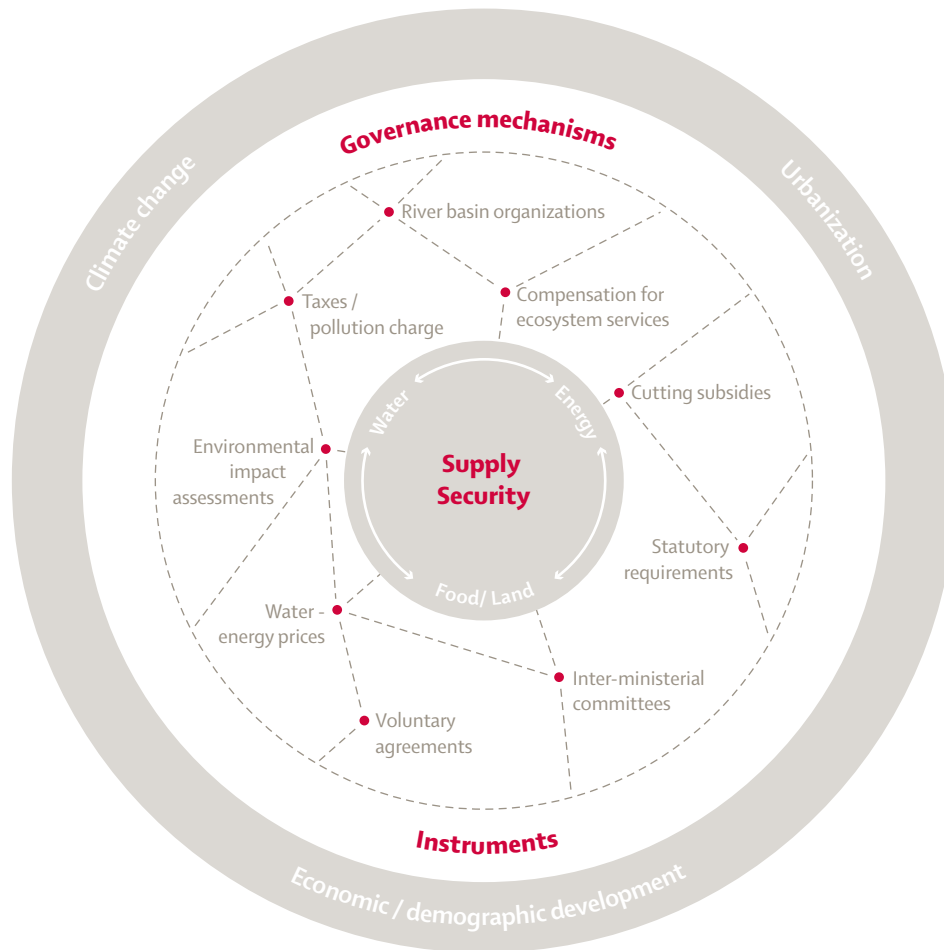 Governance mechanisms
Climate change
Urbanization
River basin organizations
Taxes /
pollution charge
Compensation for
ecosystem services
Cutting subsidies
Water
Energy
Environmental
impact
assessments
Supply
Security
Statutory
requirements
Food/ Land
Water -
energy prices
Inter-ministerial
committees
Voluntary
agreements
Instruments
Economic / demographic development